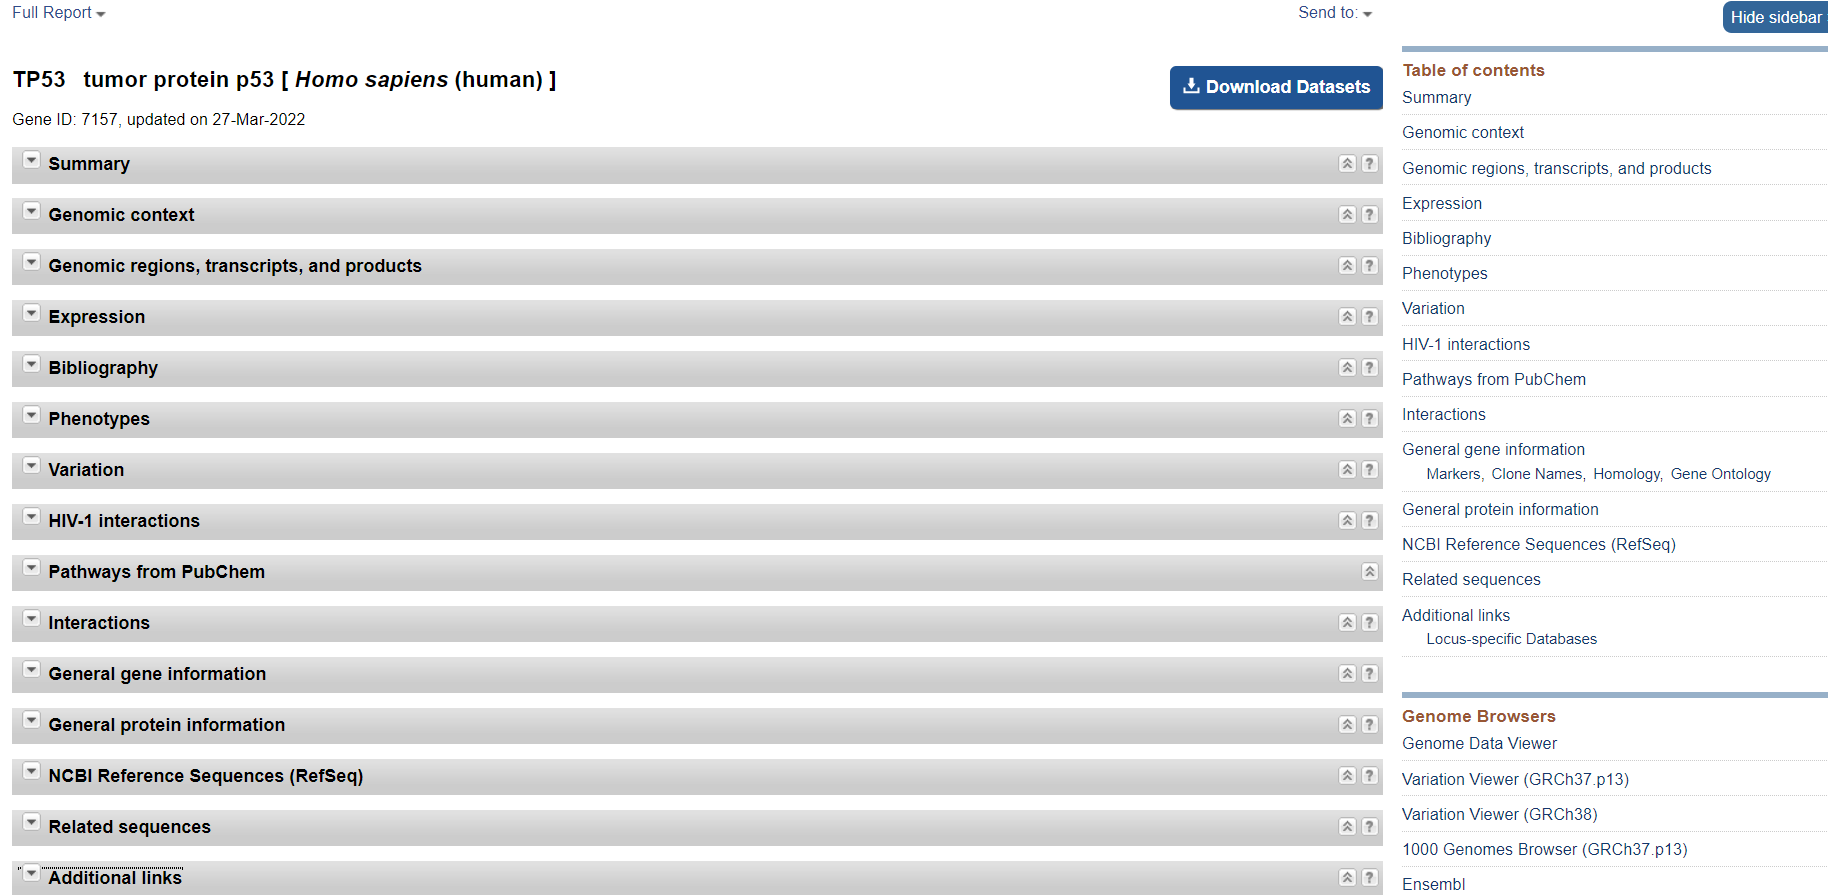 Full Report
Send to:
Hide sidebar
TP53 tumor protein p53 [ Homo sapiens (human) ]
Download Datasets
Gene ID: 7157, updated on 27-Mar-2022
Summary
?
Genomic context
?
Genomic regions, transcripts, and products
?
Expression
?
Bibliography
?
Phenotypes
?
Variation
?
HIV-1 interactions
?
Pathways from PubChem
Interactions
?
General gene information
?
General protein information
?
NCBI Reference Sequences (RefSeq)
?
Related sequences
?
Additional links
?
Table of contents
Summary
Genomic context
Genomic regions, transcripts, and products
Expression
Bibliography
Phenotypes
Variation
HIV-1 interactions
Pathways from PubChem
Interactions
General gene information
Markers, Clone Names, Homology, Gene Ontology
General protein information
NCBI Reference Sequences (RefSeq)
Related sequences
Additional links
Locus-specific Databases
Genome Browsers
Genome Data Viewer
Variation Viewer (GRCh37.p13)
Variation Viewer (GRCh38)
1000 Genomes Browser (GRCh37.p13)
Ensembl